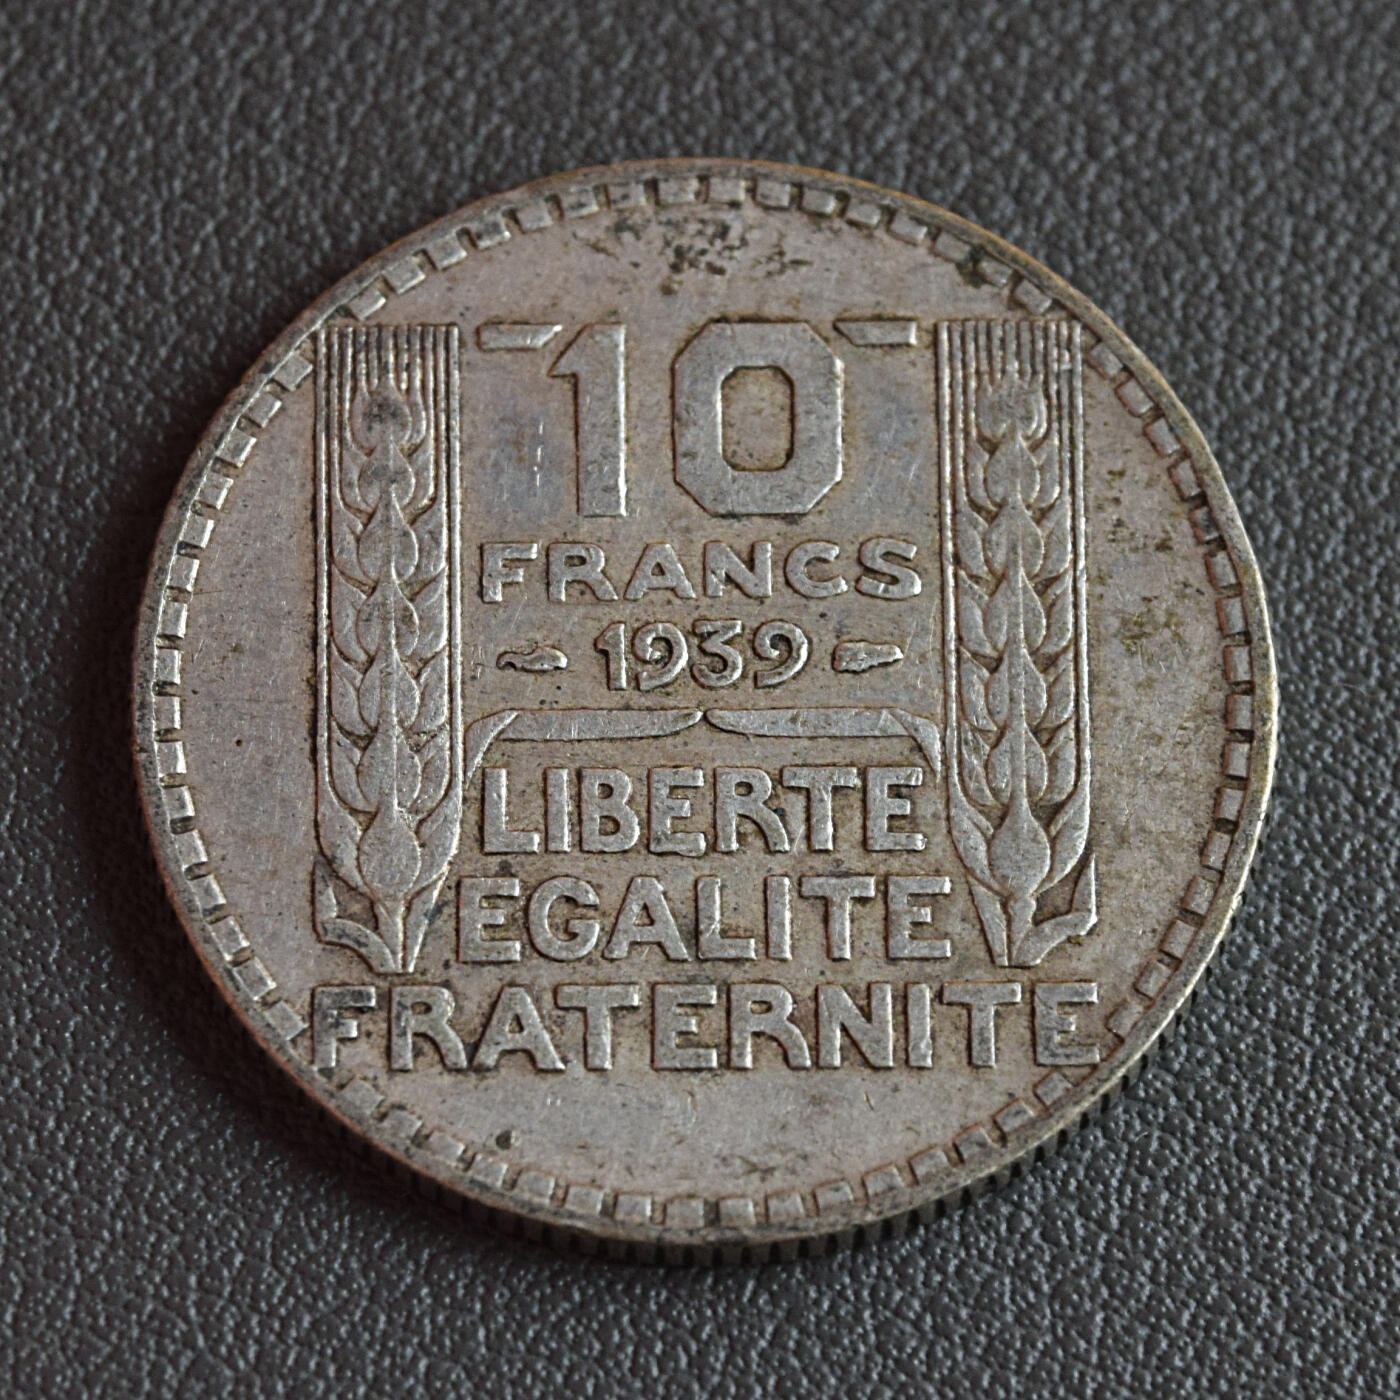 10
FRANCS
1939
LIBERTE
EGALITE
FRATERNITE